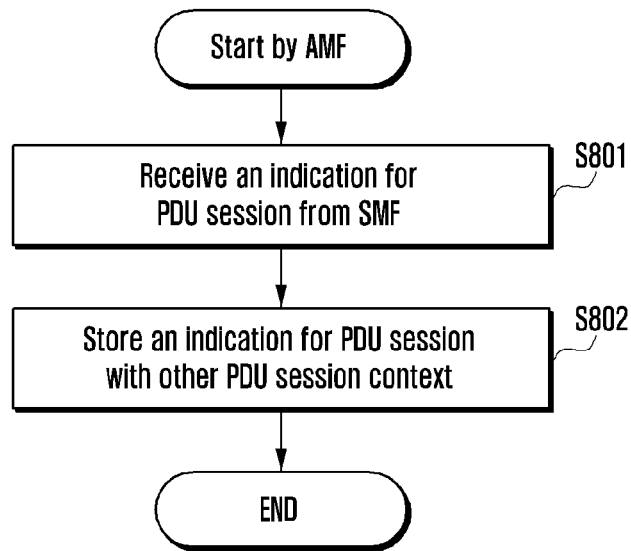 Start by AMF
Receive an indication for
PDU session from SMF
S801
Store an indication for PDU session
with other PDU session context
S802
END